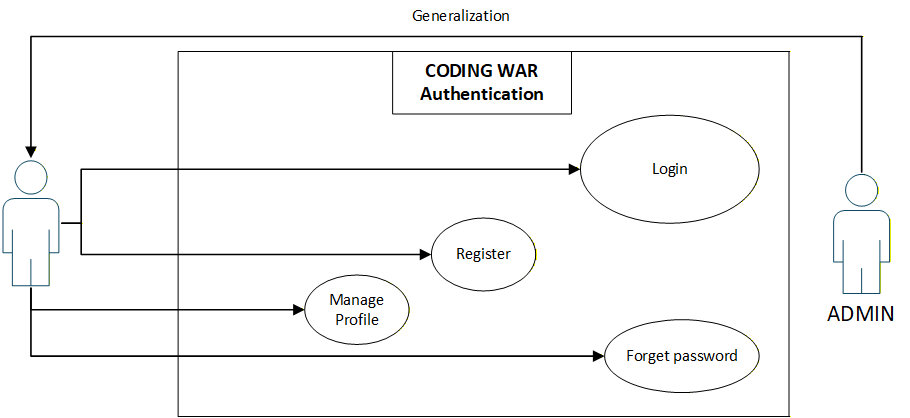 Generalization
CODING WAR
Authentication
Login
Register
Manage
Profile
ADMIN
Forget password